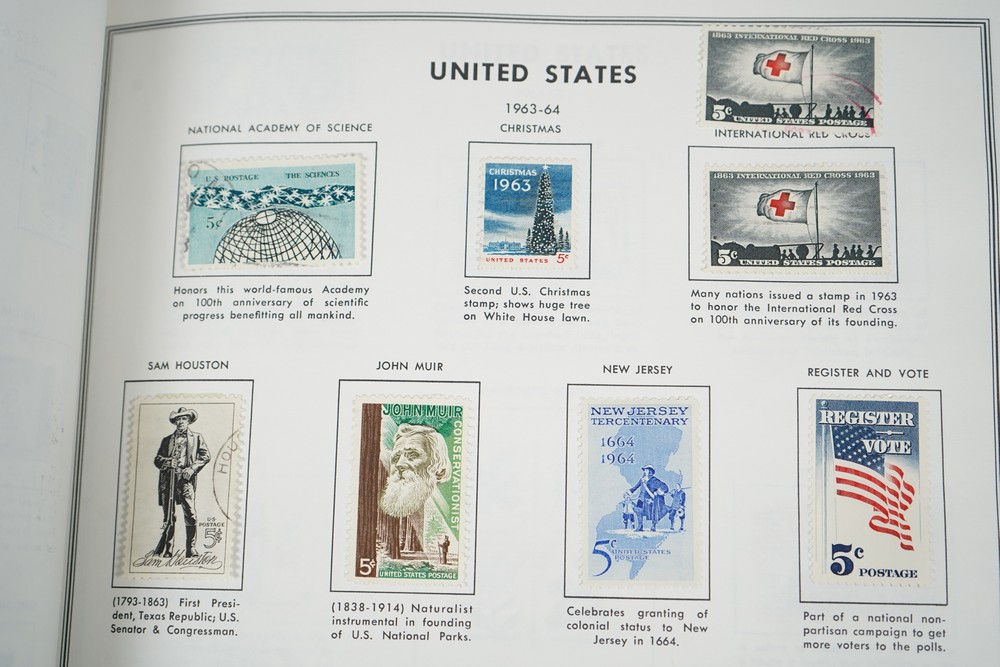 UNITED STATES
1963-64
NATIONAL ACADEMY OF SCIENCE
U.S. POSTAGE THE SCIENCES
5¢
Honors this world-famous Academy
on 100th anniversary of scientific
progress benefitting all mankind.
CHRISTMAS
CHRISTMAS
1963
UNITED STATES 5¢
Second U.S. Christmas
stamp; shows huge tree
on White House lawn.
1863 INTERNATIONAL RED CROSS 1963
5¢ UNITED STATES POSTAGE
INTERNATIONAL RED CROSS
1863 INTERNATIONAL RED CROSS 1963
5¢ UNITED STATES POSTAGE
Many nations issued a stamp in 1963
to honor the International Red Cross
on 100th anniversary of its founding.
SAM HOUSTON
HOU
U.S.
POSTAGE
5¢
Sam Houston
(1793-1863) First Presi-
dent, Texas Republic; U.S.
Senator & Congressman.
JOHN MUIR
JOHN MUIR
CONSERVATIONIST
5¢ UNITED STATES POSTAGE
(1838-1914) Naturalist
instrumental in founding
of U.S. National Parks.
NEW JERSEY
NEW JERSEY
TERCENTENARY
1664
1964
5¢ UNITED STATES
POSTAGE
Celebrates granting of
colonial status to New
Jersey in 1664.
REGISTER AND VOTE
REGISTER
VOTE
5¢ POSTAGE
Part of a national non-
partisan campaign to get
more voters to the polls.